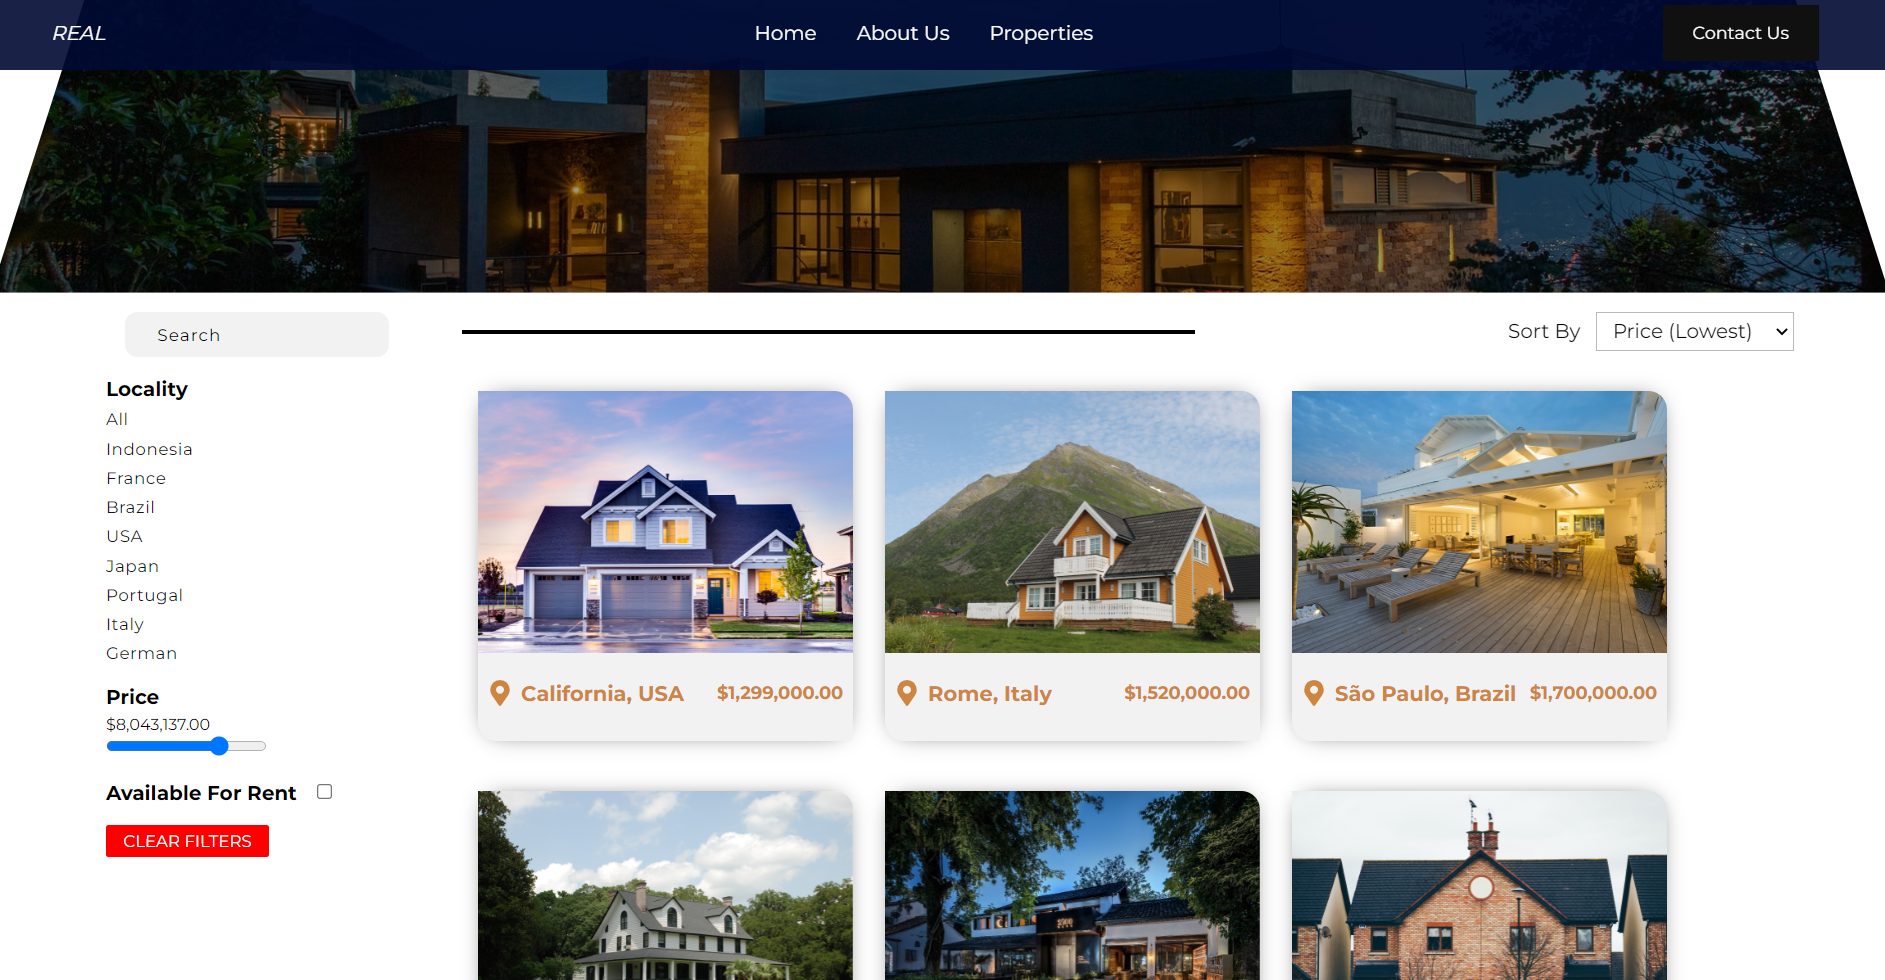 REAL
Home
About Us
Properties
Contact Us
Search
Sort By
Price (Lowest)
Locality
All
Indonesia
France
Brazil
USA
Japan
Portugal
Italy
German
Price
$8,043,137.00
Available For Rent
CLEAR FILTERS
California, USA
$1,299,000.00
Rome, Italy
$1,520,000.00
São Paulo, Brazil
$1,700,000.00